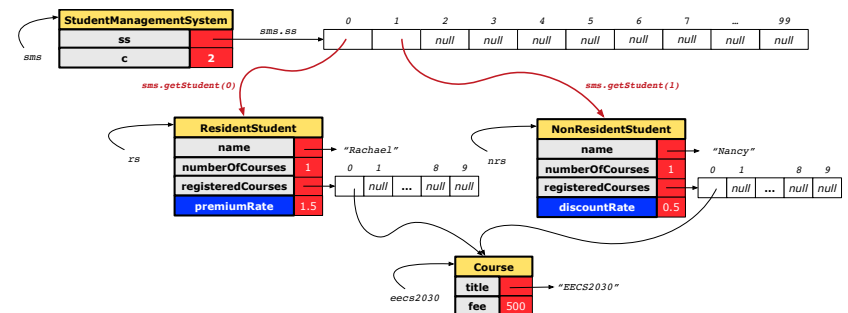 StudentManagementSystem
ss
c 2
sms
sms.ss
0 1 2 3 4 5 6 7 … 99
null null null null null null null null
sms.getStudent(0)
sms.getStudent(1)
ResidentStudent
name
numberOfCourses 1
registeredCourses
premiumRate 1.5
rs
"Rachael"
0 1 8 9
null … null null
NonResidentStudent
name
numberOfCourses 1
registeredCourses
discountRate 0.5
nrs
"Nancy"
0 1 8 9
null … null null
Course
title
fee 500
eecs2030
"EECS2030"